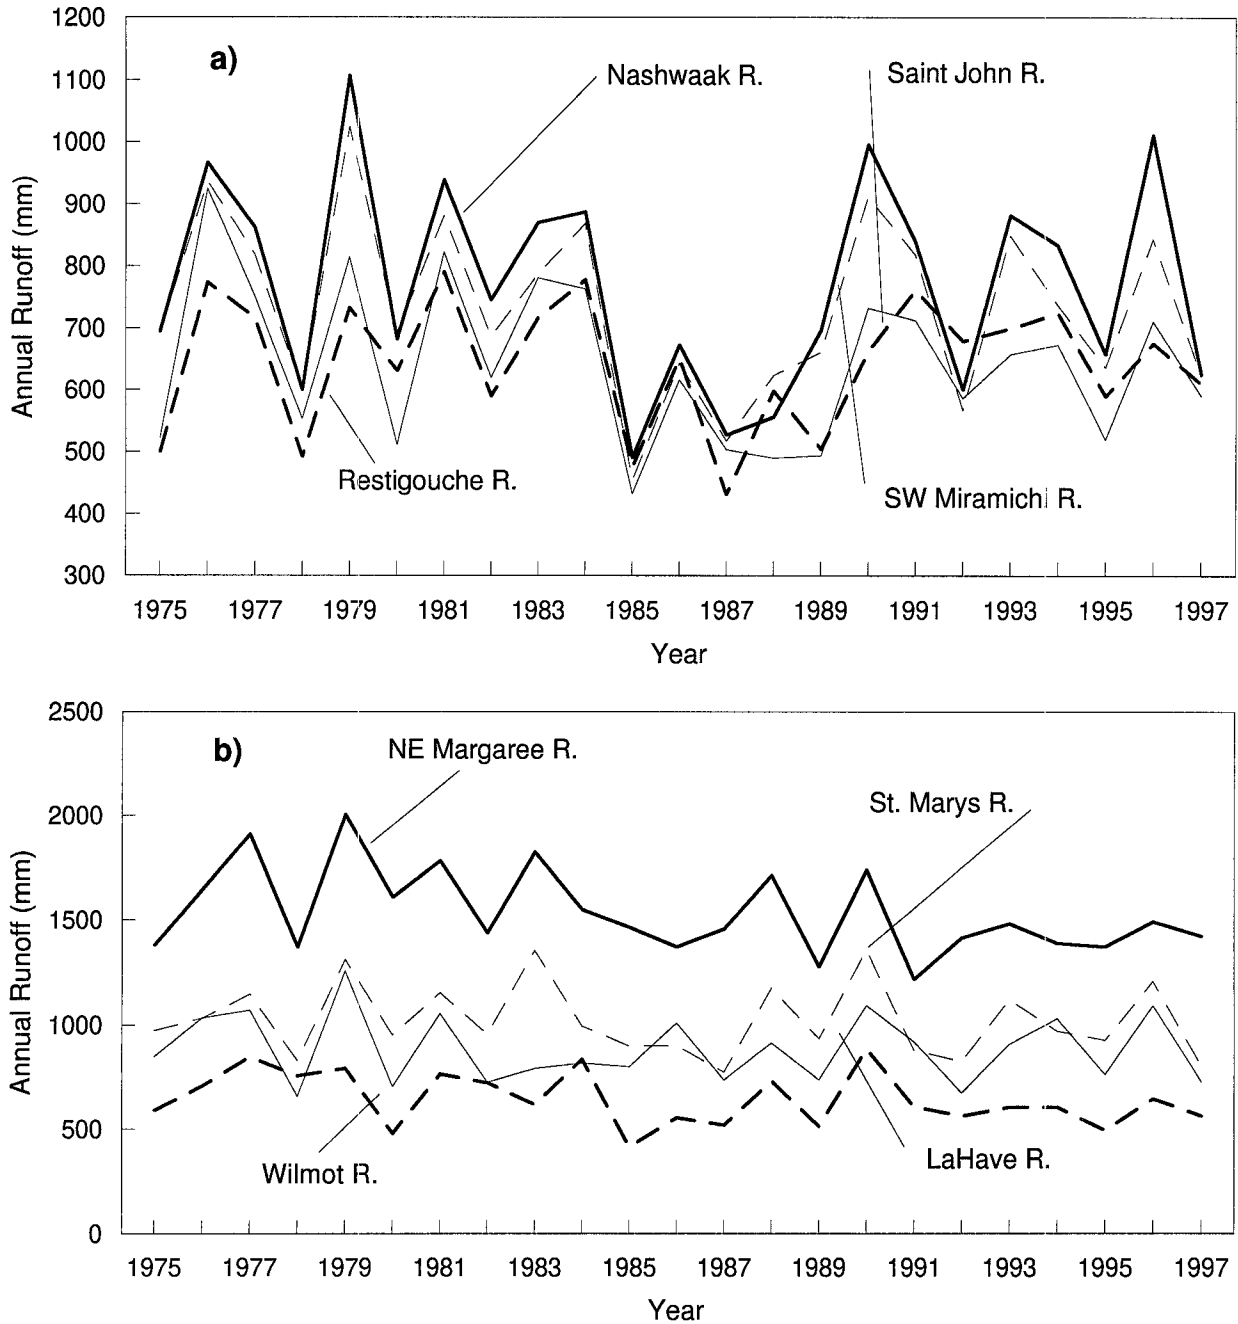 1200
a)
1100
Nashwaak R.
Saint John R.
1000
900
800
700
600
500
400
300
Annual Runoff (mm)
Restigouche R.
SW Miramichi R.
1975 1977 1979 1981 1983 1985 1987 1989 1991 1993 1995 1997
Year
2500
b)
NE Margaree R.
2000
St. Marys R.
1500
1000
500
0
Annual Runoff (mm)
Wilmot R.
LaHave R.
1975 1977 1979 1981 1983 1985 1987 1989 1991 1993 1995 1997
Year